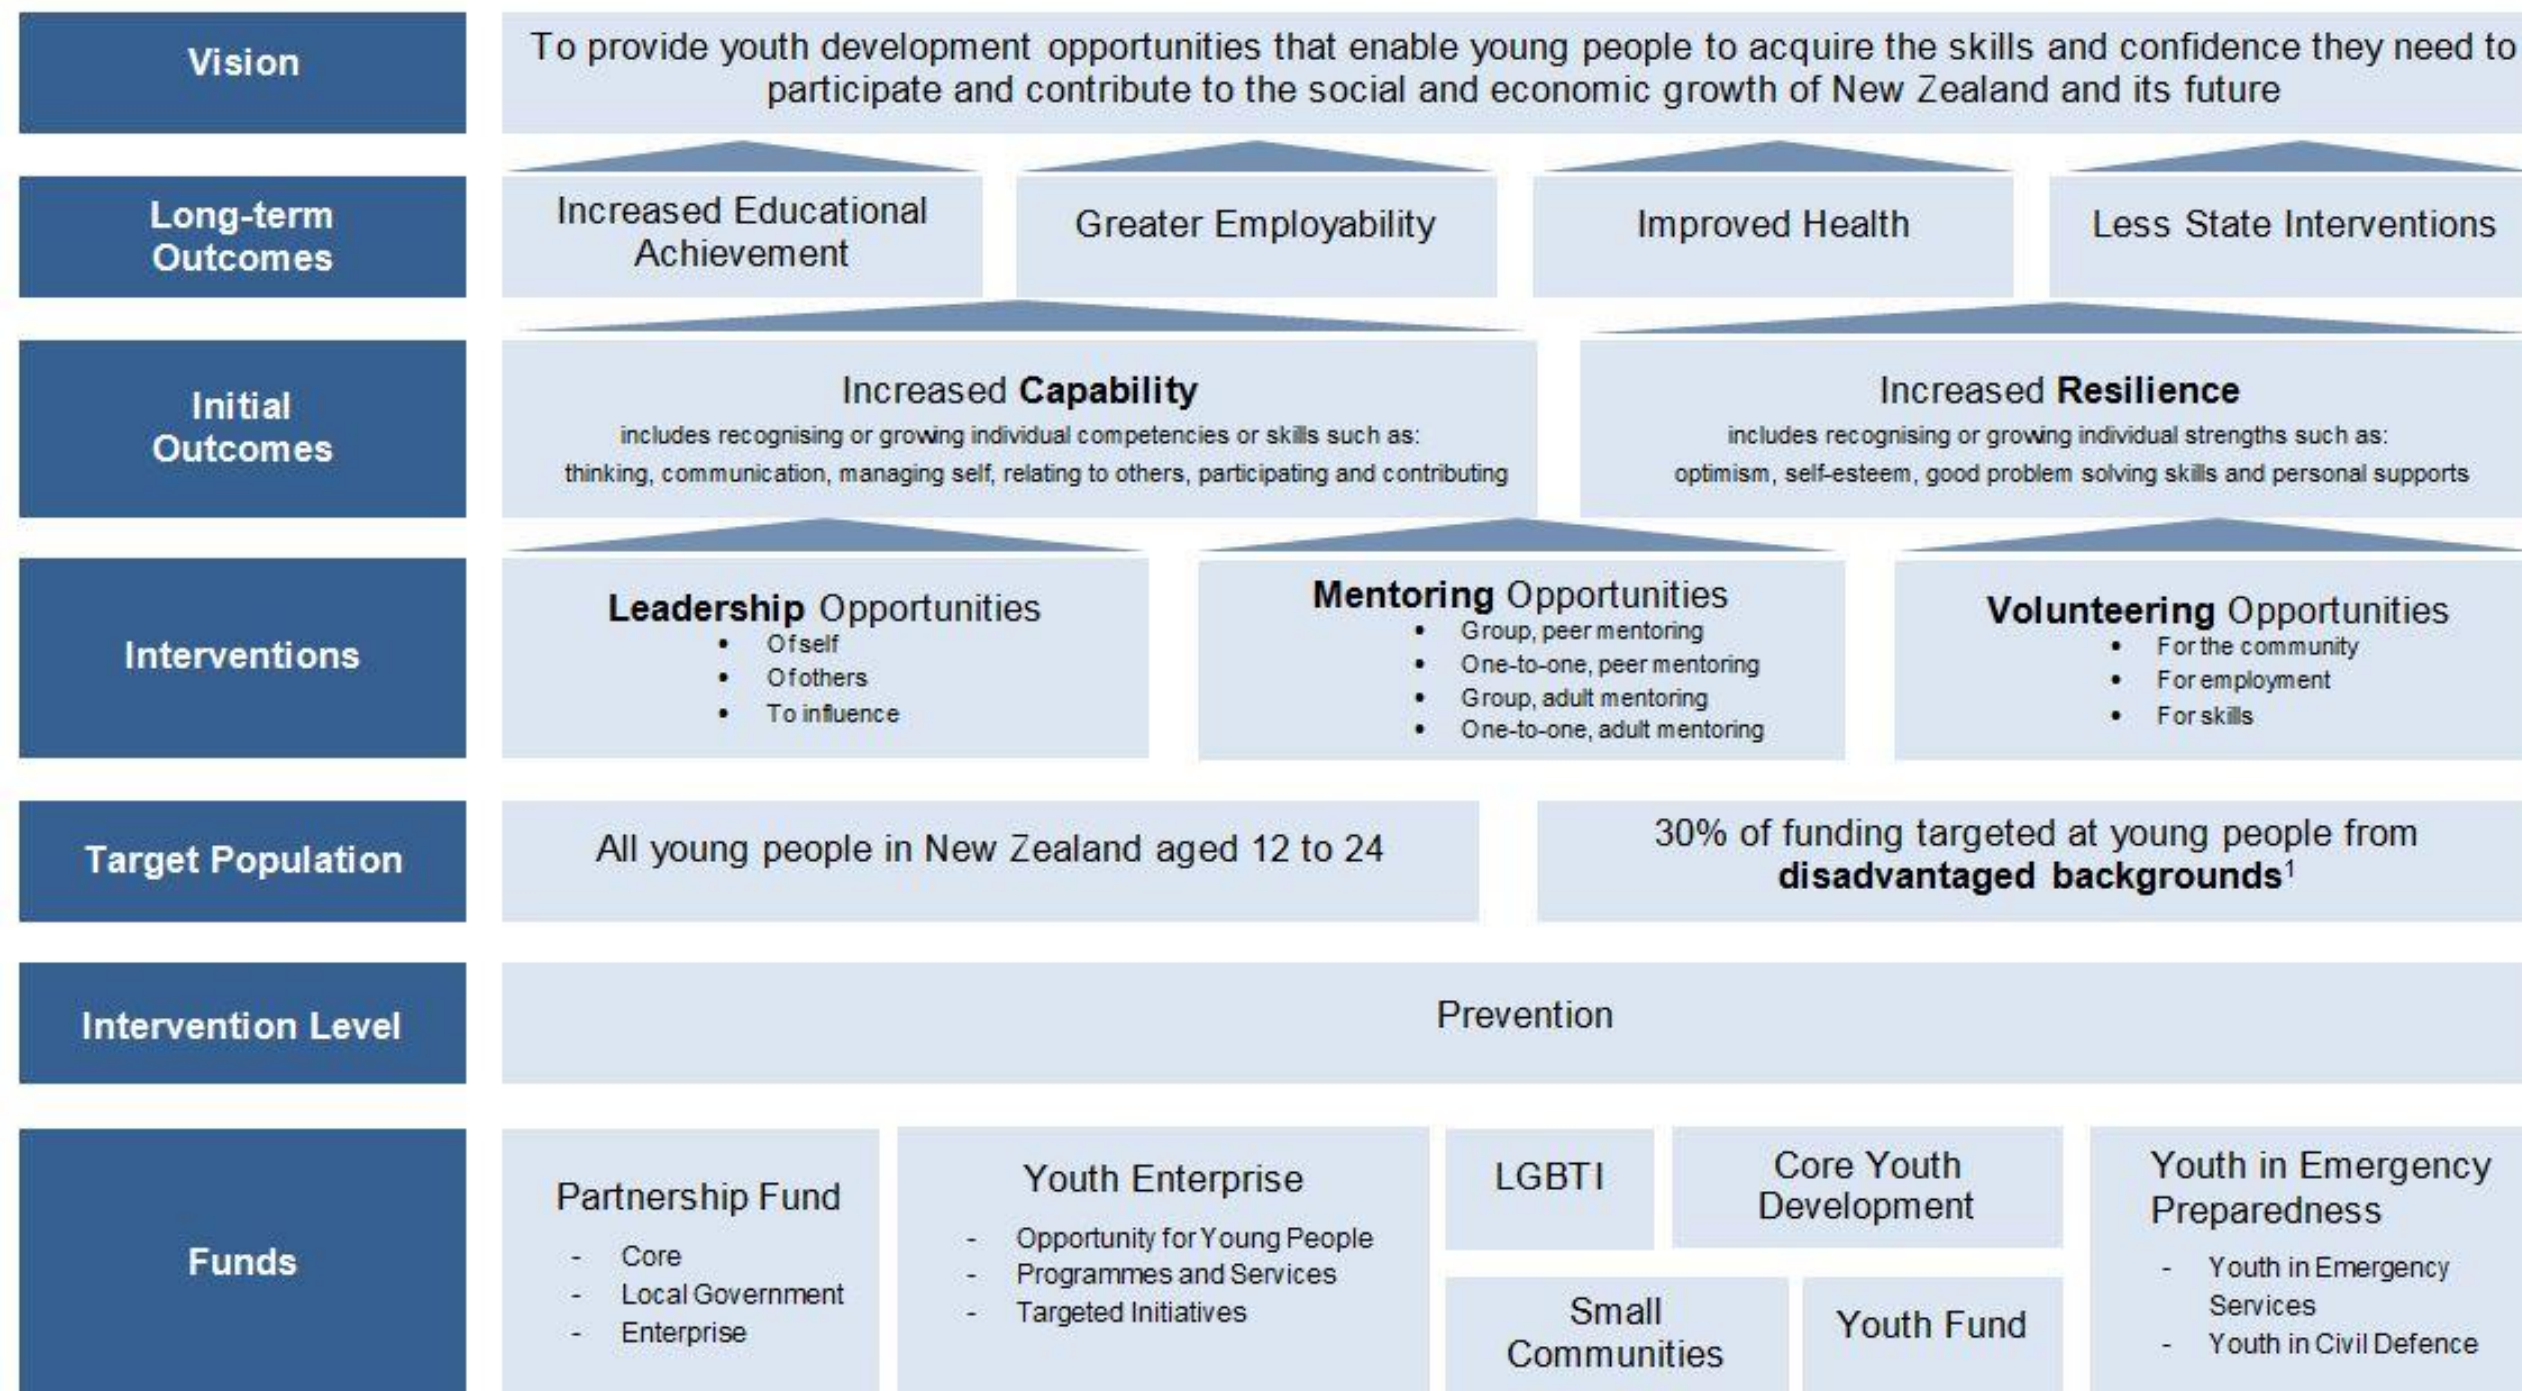 Vision
To provide youth development opportunities that enable young people to acquire the skills and confidence they need to
participate and contribute to the social and economic growth of New Zealand and its future
Long-term
Outcomes
Increased Educational
Achievement
Greater Employability
Improved Health
Less State Interventions
Initial
Outcomes
Increased Capability
includes recognising or growing individual competencies or skills such as:
thinking, communication, managing self, relating to others, participating and contributing
Increased Resilience
includes recognising or growing individual strengths such as:
optimism, self-esteem, good problem solving skills and personal supports
Interventions
Leadership Opportunities
• Of self
• Of others
• To influence
Mentoring Opportunities
• Group, peer mentoring
• One-to-one, peer mentoring
• Group, adult mentoring
• One-to-one, adult mentoring
Volunteering Opportunities
• For the community
• For employment
• For skills
Target Population
All young people in New Zealand aged 12 to 24
30% of funding targeted at young people from
disadvantaged backgrounds¹
Intervention Level
Prevention
Funds
Partnership Fund
- Core
- Local Government
- Enterprise
Youth Enterprise
- Opportunity for Young People
- Programmes and Services
- Targeted Initiatives
LGBTI
Core Youth
Development
Small
Communities
Youth Fund
Youth in Emergency
Preparedness
- Youth in Emergency
Services
- Youth in Civil Defence